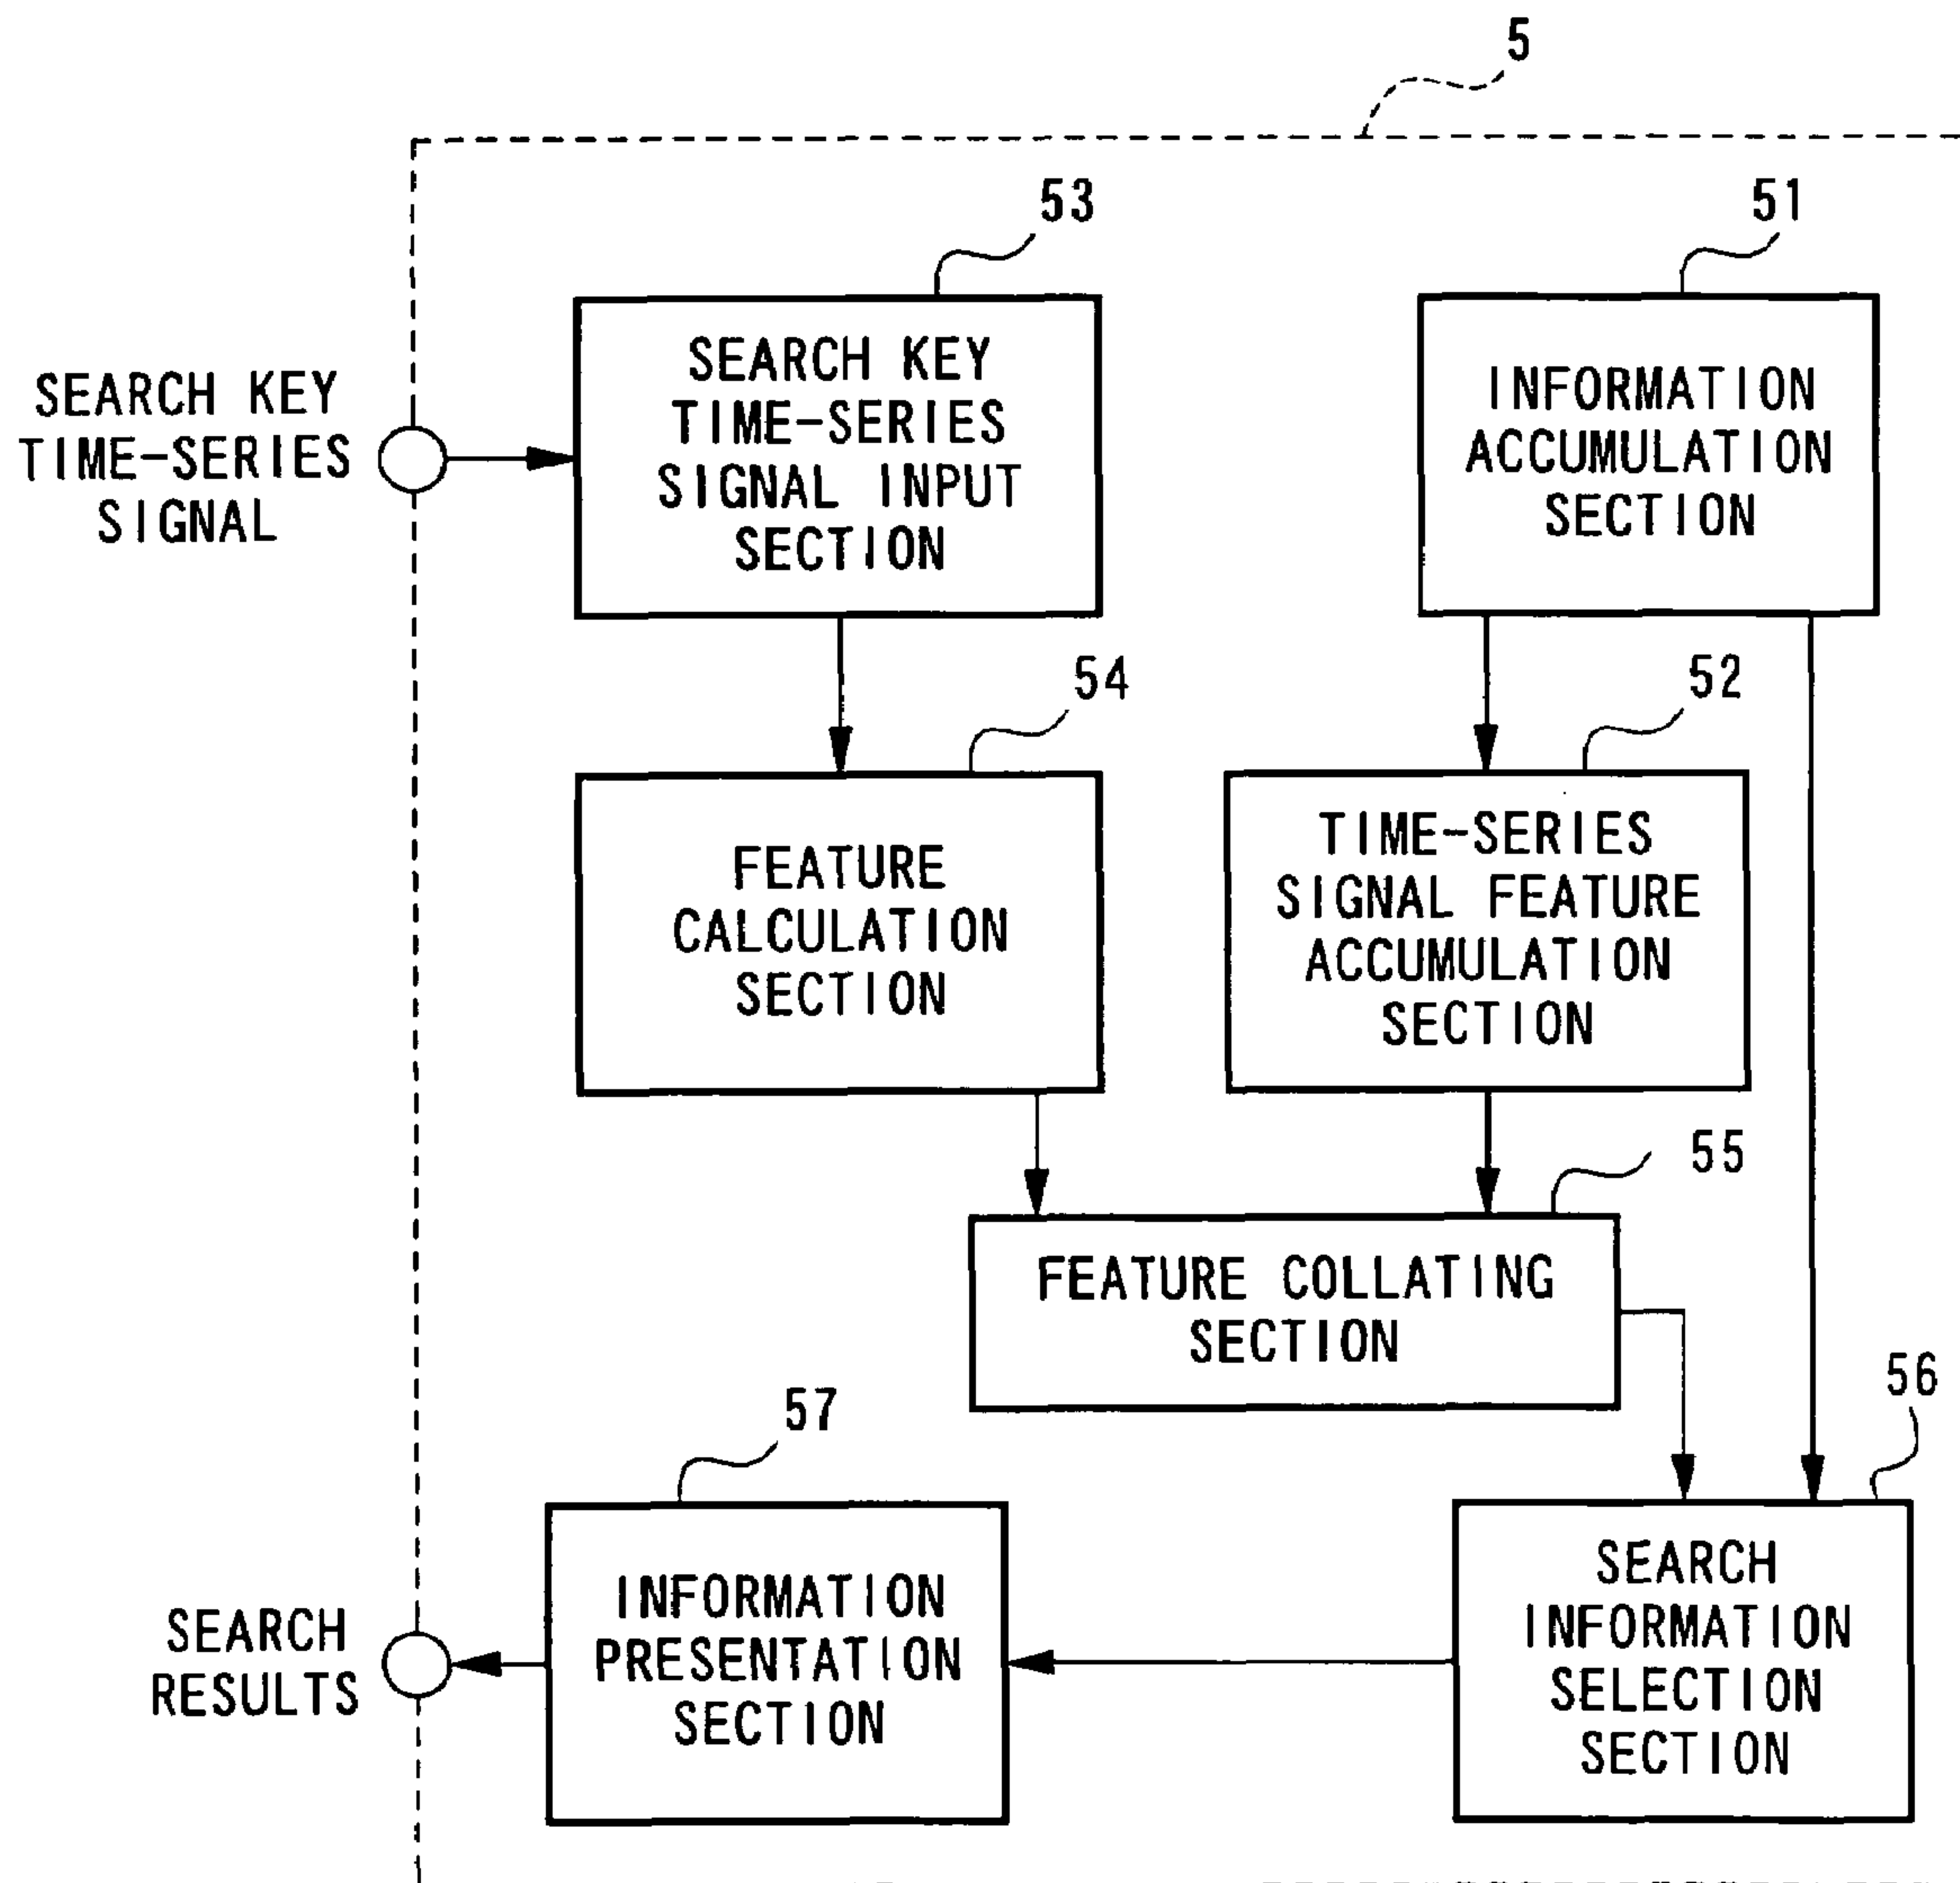 5
53
51
SEARCH KEY
TIME-SERIES
SIGNAL
SEARCH KEY
TIME-SERIES
SIGNAL INPUT
SECTION
INFORMATION
ACCUMULATION
SECTION
54
52
FEATURE
CALCULATION
SECTION
TIME-SERIES
SIGNAL FEATURE
ACCUMULATION
SECTION
55
FEATURE COLLATING
SECTION
57
56
SEARCH
RESULTS
INFORMATION
PRESENTATION
SECTION
SEARCH
INFORMATION
SELECTION
SECTION